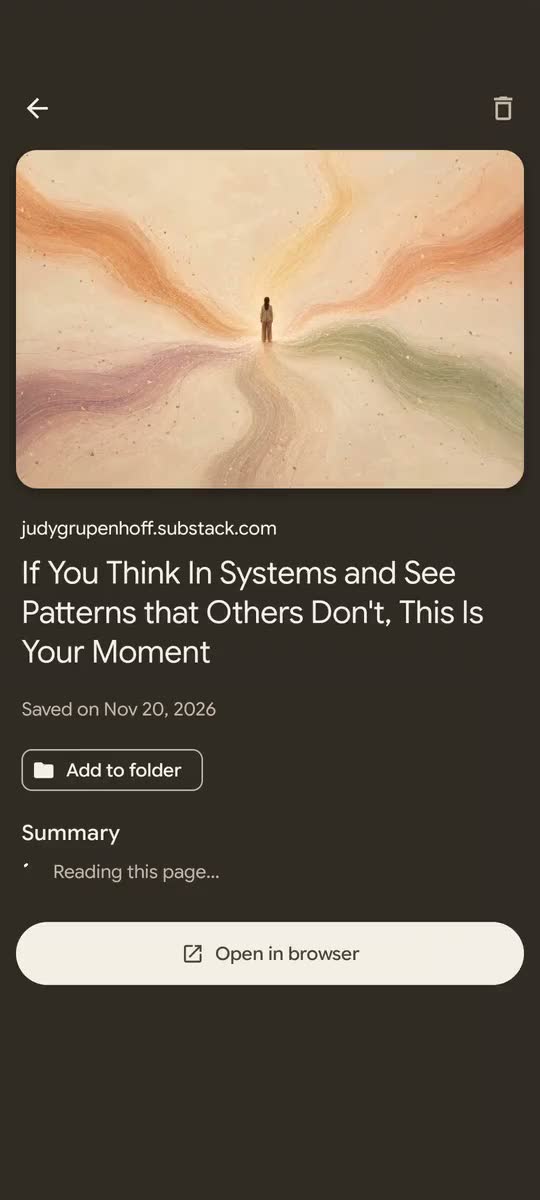 judygrupenhoff.substack.com
If You Think In Systems and See
Patterns that Others Don't, This Is
Your Moment
Saved on Nov 20, 2026
Add to folder
Summary
Reading this page...
Open in browser